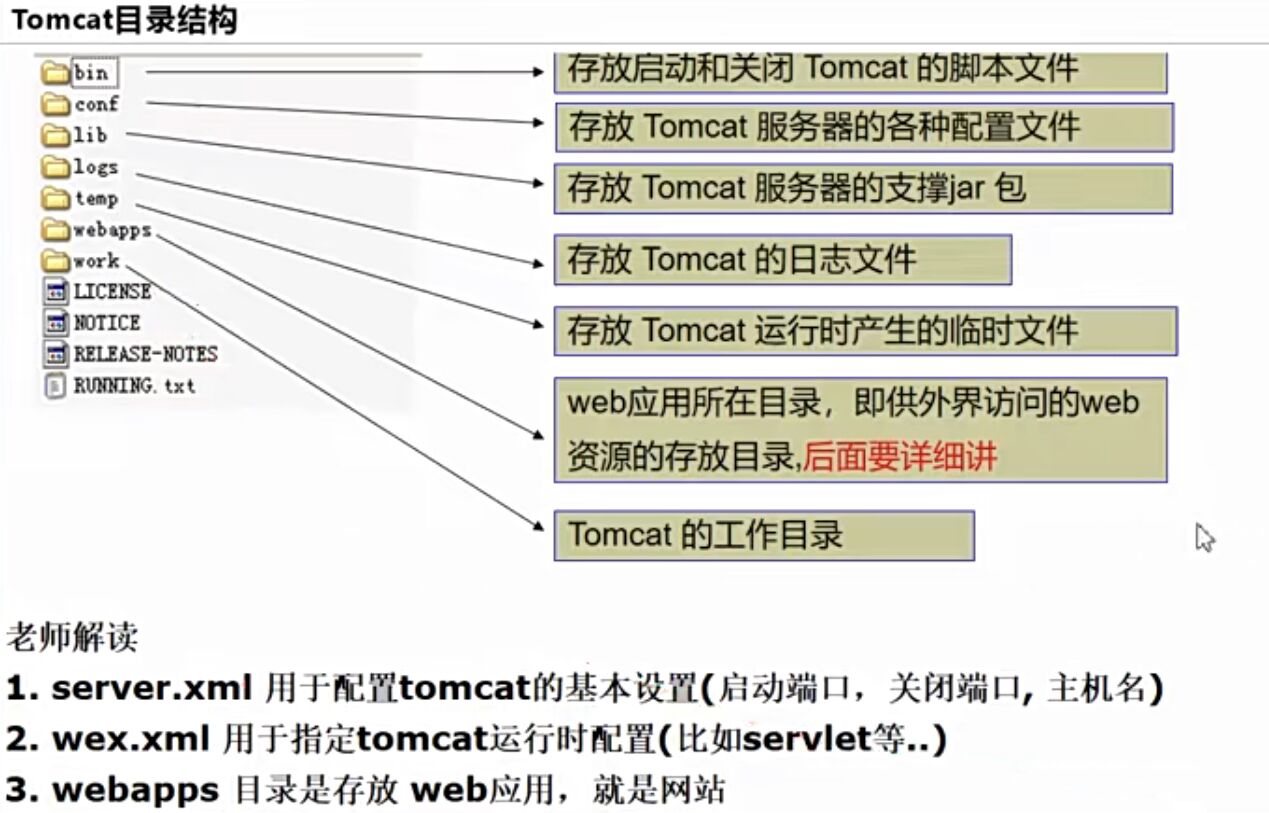 Tomcat目录结构
bin
存放启动和关闭 Tomcat 的脚本文件
conf
存放 Tomcat 服务器的各种配置文件
lib
存放 Tomcat 服务器的支撑jar 包
logs
存放 Tomcat 的日志文件
temp
存放 Tomcat 运行时产生的临时文件
webapps
web应用所在目录，即供外界访问的web
资源的存放目录,后面要详细讲
work
Tomcat 的工作目录
LICENSE
NOTICE
RELEASE-NOTES
RUNNING.txt
老师解读
1. server.xml 用于配置tomcat的基本设置(启动端口，关闭端口, 主机名)
2. wex.xml 用于指定tomcat运行时配置(比如servlet等..)
3. webapps 目录是存放 web应用，就是网站